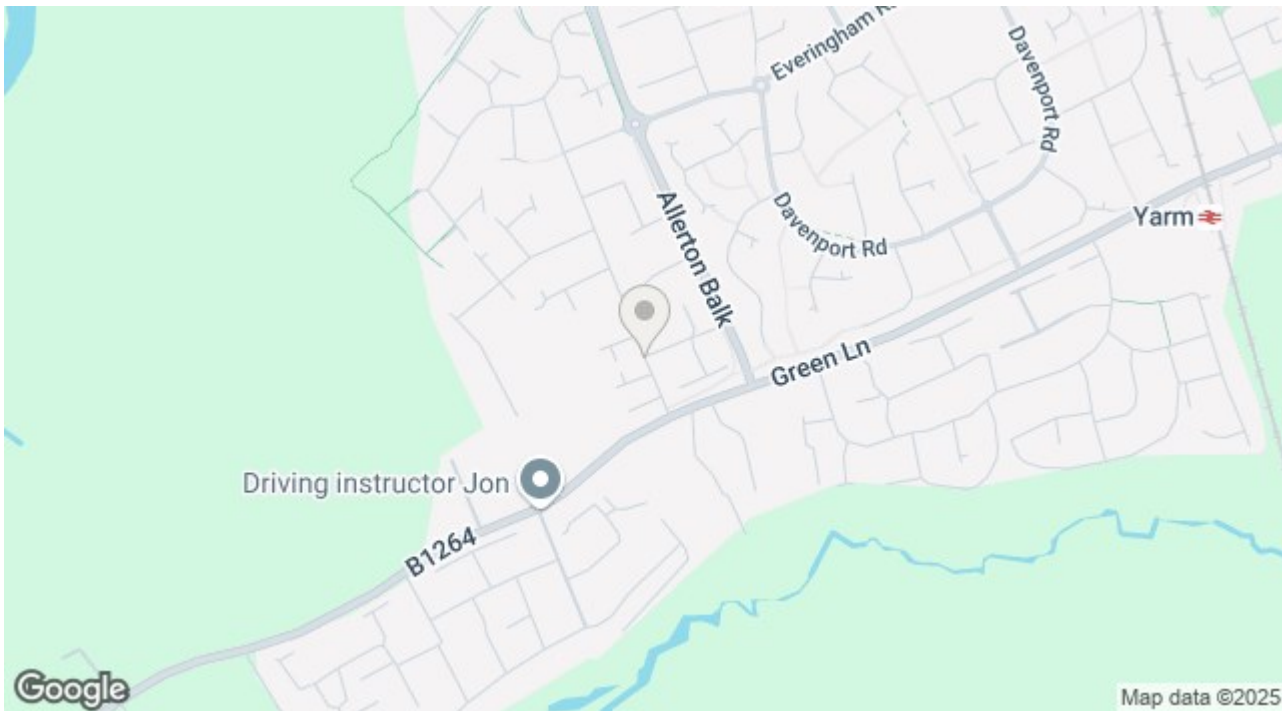 Everingham R
Davenport Rd
Allerton Balk
Davenport Rd
Yarm
Green Ln
Driving instructor Jon
B1264
Google
Map data ©2025